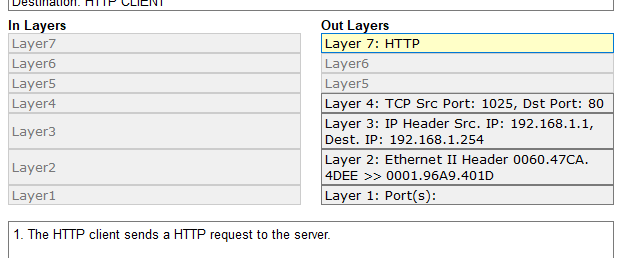 Destination: HTTP CLIENT
In Layers
Out Layers
Layer7
Layer 7: HTTP
Layer6
Layer6
Layer5
Layer5
Layer4
Layer 4: TCP Src Port: 1025, Dst Port: 80
Layer3
Layer 3: IP Header Src. IP: 192.168.1.1,
Dest. IP: 192.168.1.254
Layer2
Layer 2: Ethernet II Header 0060.47CA.
4DEE >> 0001.96A9.401D
Layer1
Layer 1: Port(s):
1. The HTTP client sends a HTTP request to the server.